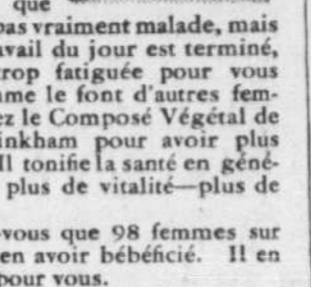 que
pas vraiment malade, mais
avail du jour est terminé,
trop fatiguée pour vous
me le font d'autres fem-
ez le Composé Végétal de
inkham pour avoir plus
Il tonifie la santé en géné-
plus de vitalité—plus de
vous que 98 femmes sur
en avoir bébéficié. Il en
pour vous.